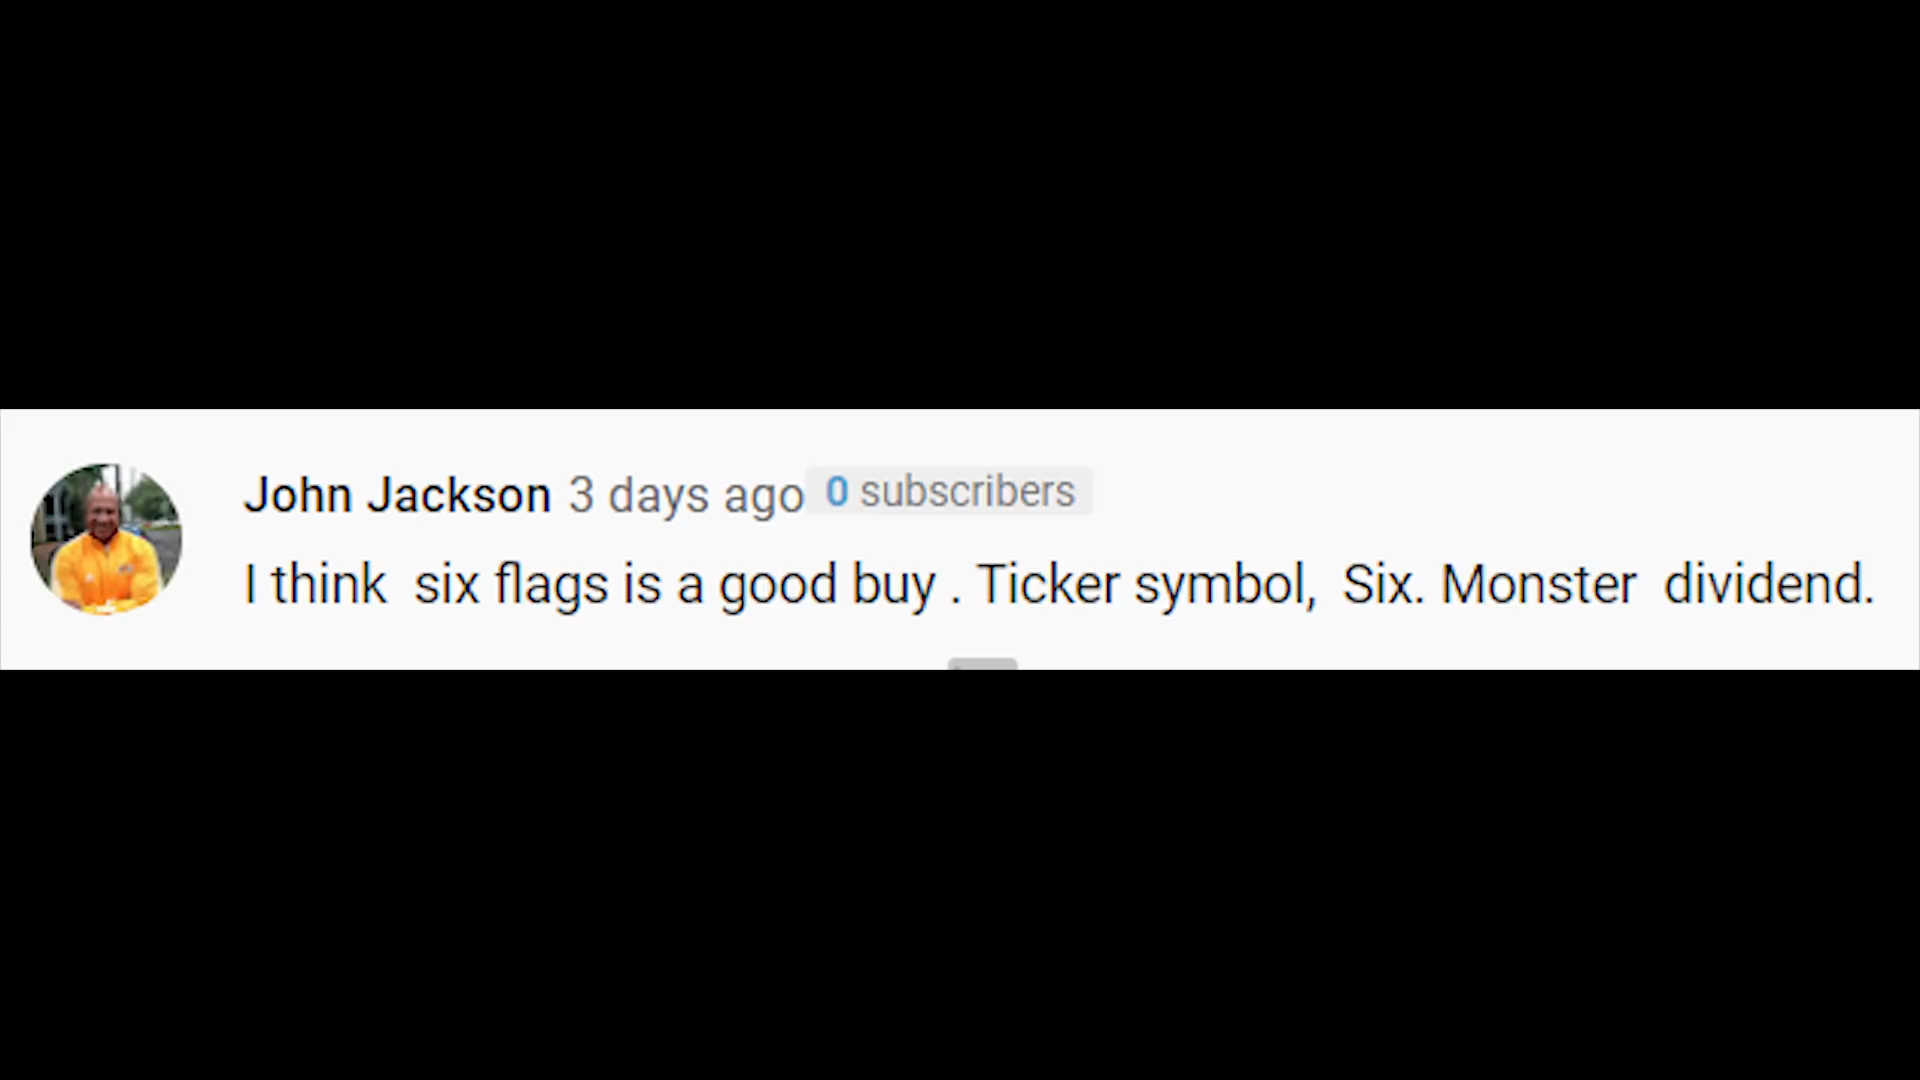 John Jackson 3 days ago 0 subscribers
I think  six flags is a good buy . Ticker symbol,  Six. Monster  dividend.